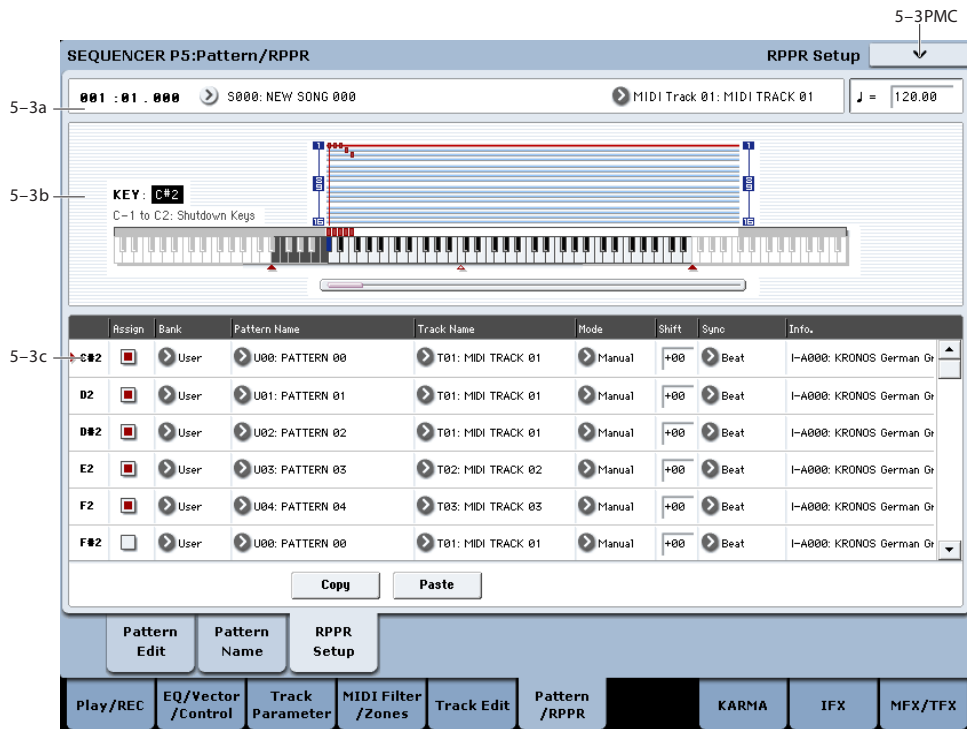 5-3PMC
SEQUENCER P5:Pattern/RPPR RPPR Setup
5-3a
001 :01 . 000 S000: NEW SONG 000 MIDI Track 01: MIDI TRACK 01 ♩ = 120.00
1 1
5-3b
KEY: C#2
C-1 to C2: Shutdown Keys
16 16
Assign Bank Pattern Name Track Name Mode Shift Sync Info.
5-3c
C#2 User U00: PATTERN 00 T01: MIDI TRACK 01 Manual +00 Beat I-A000: KRONOS German Gr
D2 User U01: PATTERN 01 T01: MIDI TRACK 01 Manual +00 Beat I-A000: KRONOS German Gr
D#2 User U02: PATTERN 02 T01: MIDI TRACK 01 Manual +00 Beat I-A000: KRONOS German Gr
E2 User U03: PATTERN 03 T02: MIDI TRACK 02 Manual +00 Beat I-A000: KRONOS German Gr
F2 User U04: PATTERN 04 T03: MIDI TRACK 03 Manual +00 Beat I-A000: KRONOS German Gr
F#2 User U00: PATTERN 00 T01: MIDI TRACK 01 Manual +00 Beat I-A000: KRONOS German Gr
Copy Paste
Pattern Edit
Pattern Name
RPPR Setup
Play/REC
EQ/Vector /Control
Track Parameter
MIDI Filter /Zones
Track Edit
Pattern /RPPR
KARMA
IFX
MFX/TFX